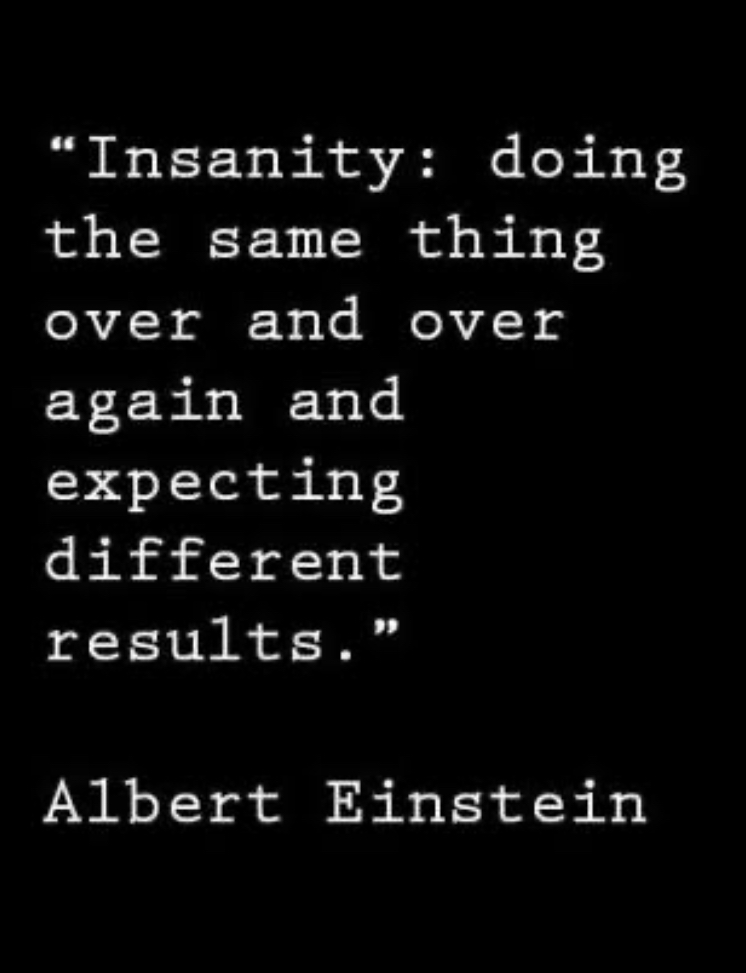 “Insanity: doing
the same thing
over and over
again and
expecting
different
results.”
Albert Einstein